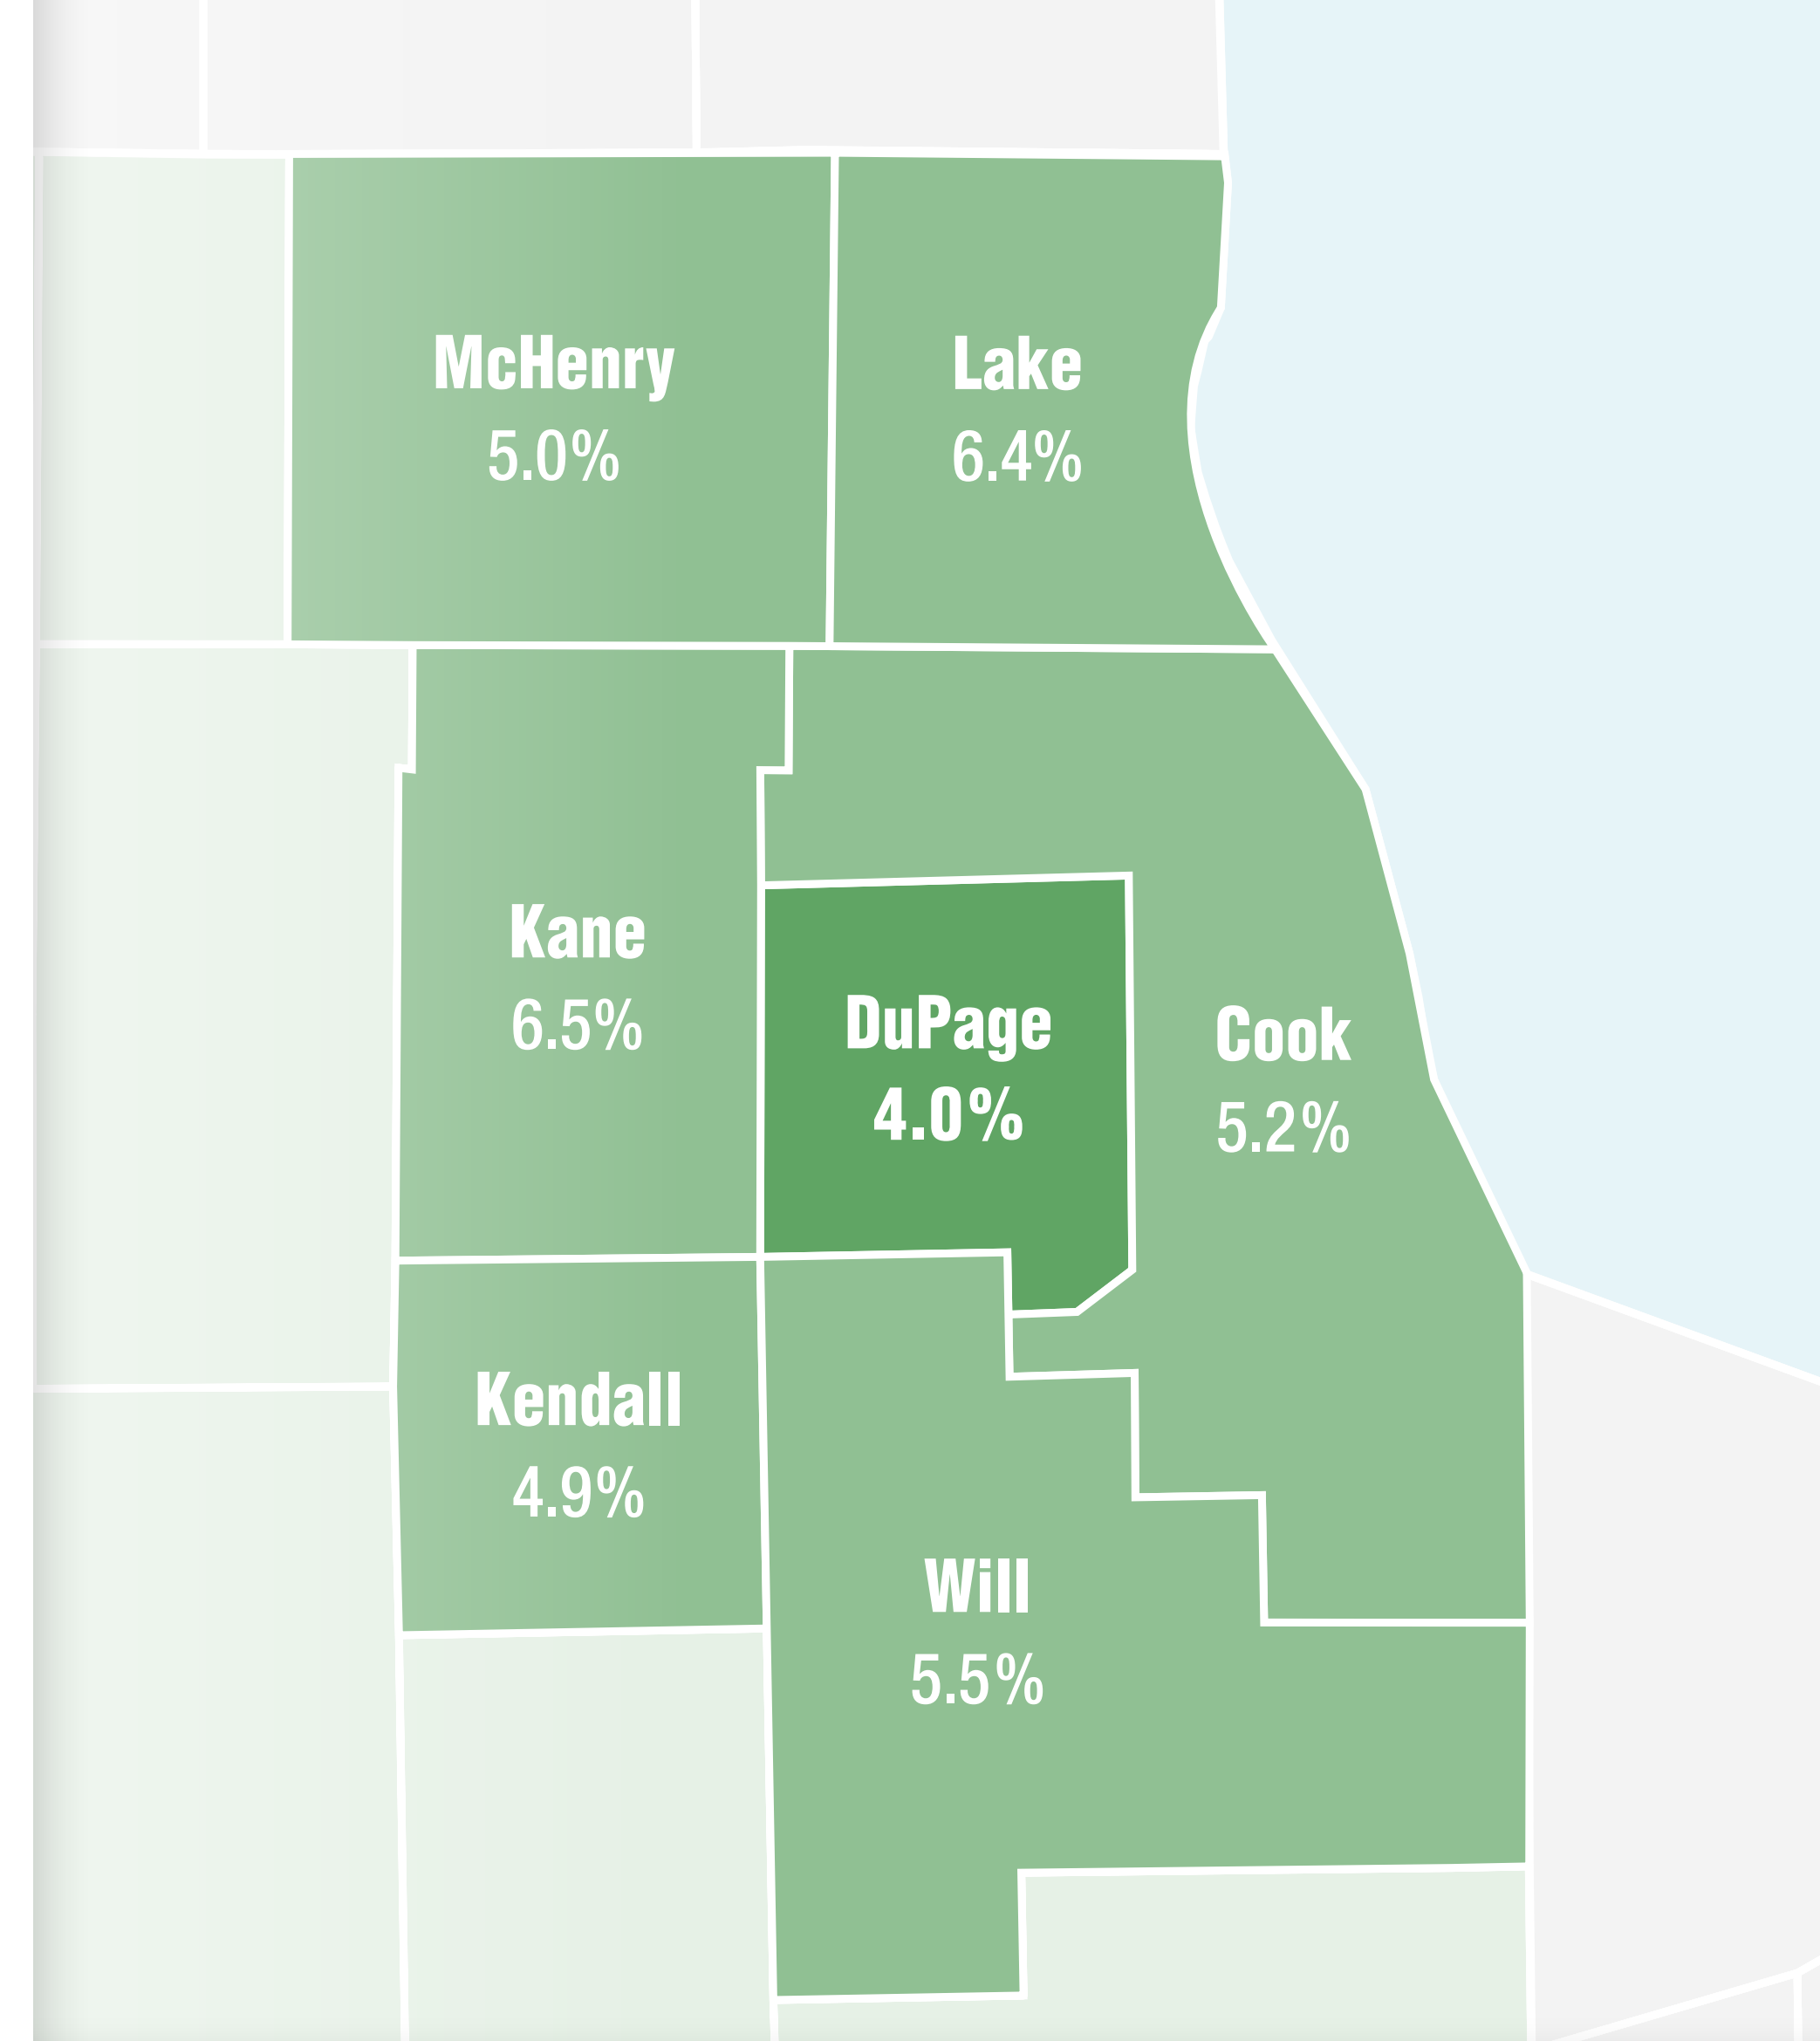 McHenry
5.0%
Lake
6.4%
Kane
6.5%
DuPage
4.0%
Cook
5.2%
Kendall
4.9%
Will
5.5%